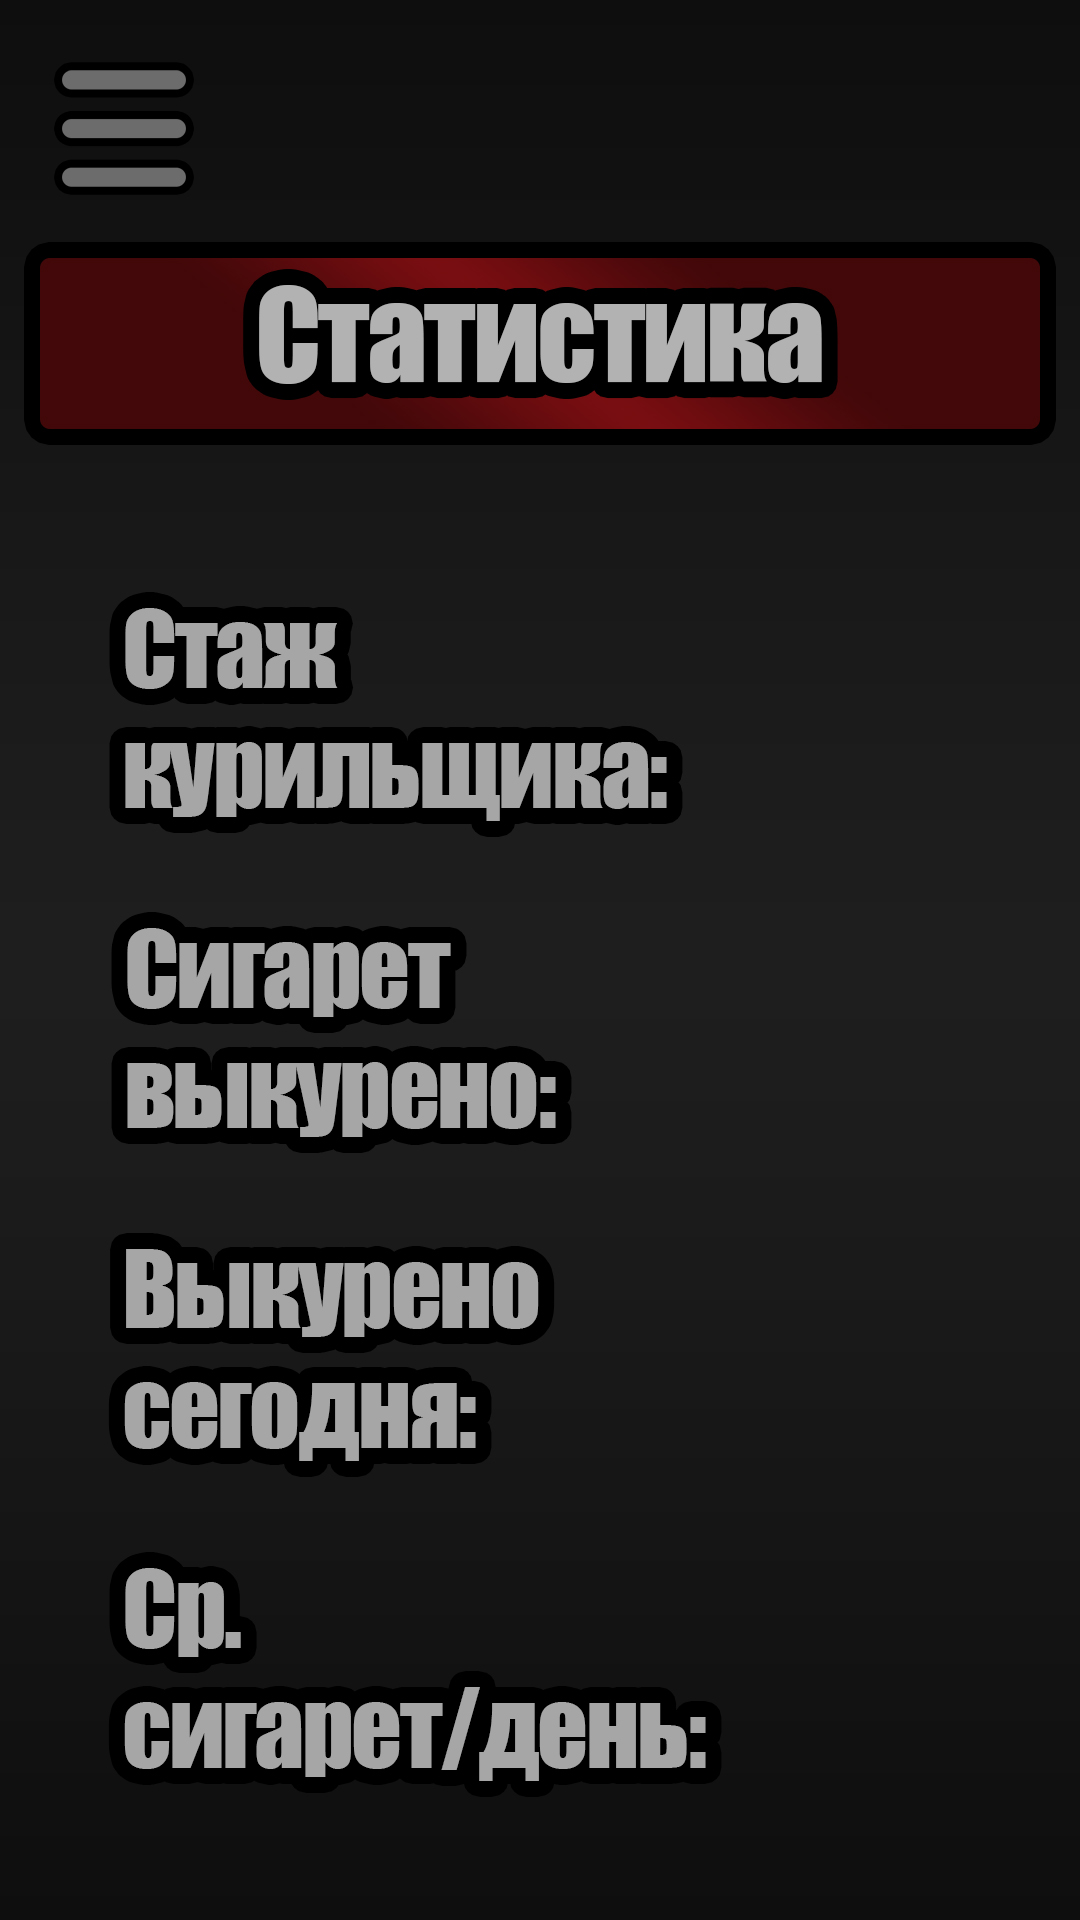 Статистика
Стаж
курильщика:
Сигарет
выкурено:
Выкурено
сегодня:
Ср.
сигарет/день: